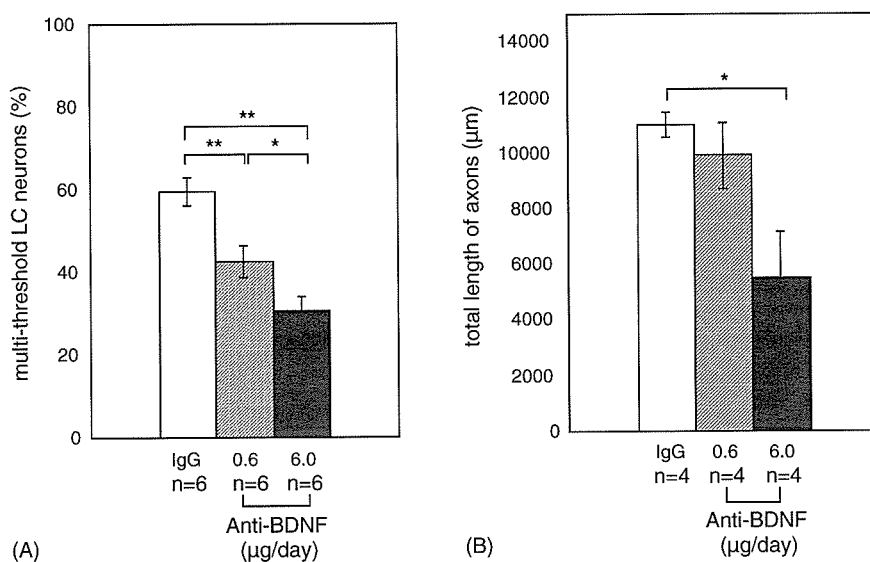 100
80
60
40
20
0
multi-threshold LC neurons (%)
**
** *
IgG 0.6 6.0
n=6 n=6 n=6
Anti-BDNF
(µg/day)
(A)
14000
12000
10000
8000
6000
4000
2000
0
total length of axons (µm)
*
IgG 0.6 6.0
n=4 n=4 n=4
Anti-BDNF
(µg/day)
(B)